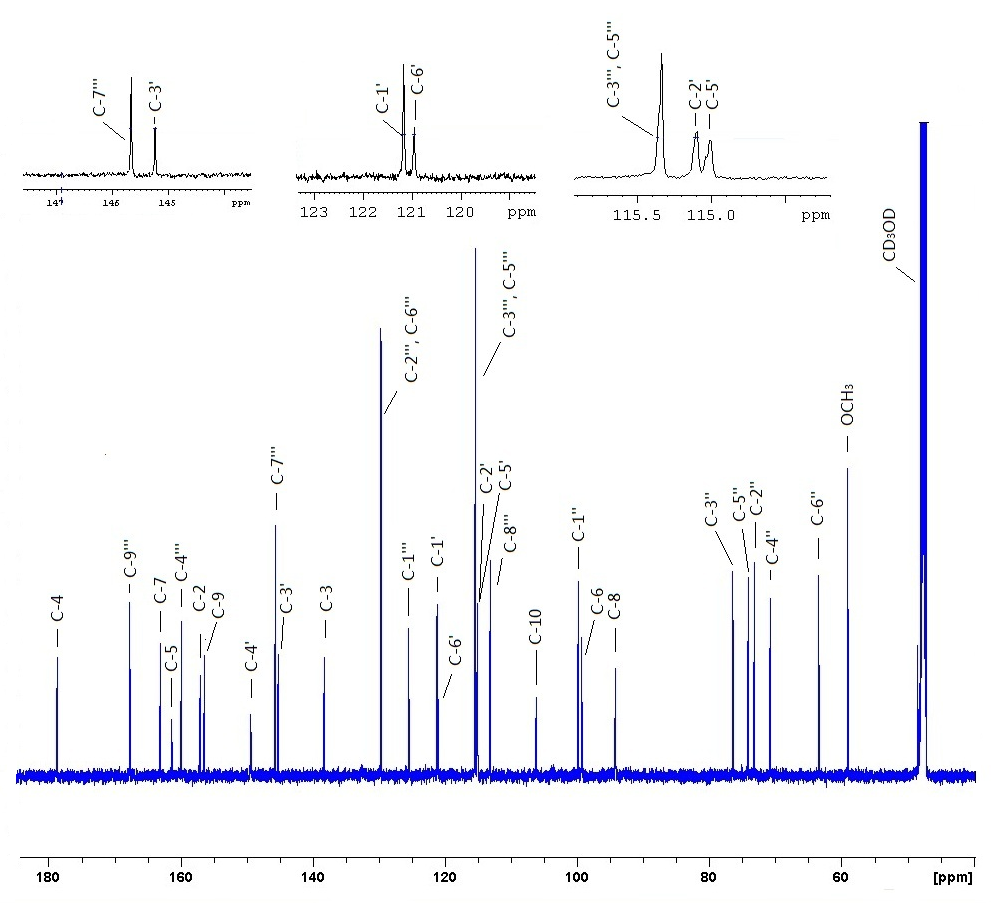 C-7'''
C-3'
147
146
145
ppm
C-1'
C-6'
123
122
121
120
ppm
C-3''', C-5'''
C-2'
C-5'
115.5
115.0
ppm
CD₃OD
C-4
C-9'''
C-7
C-5
C-4'''
C-2
C-9
C-4'
C-7'''
C-3'
C-3
C-2''', C-6'''
C-1'''
C-1'
C-6'
C-3''', C-5'''
C-2'
C-5'
C-8'''
C-10
C-1''
C-6
C-8
C-3''
C-5''
C-2''
C-4''
C-6''
OCH₃
180
160
140
120
100
80
60
[ppm]